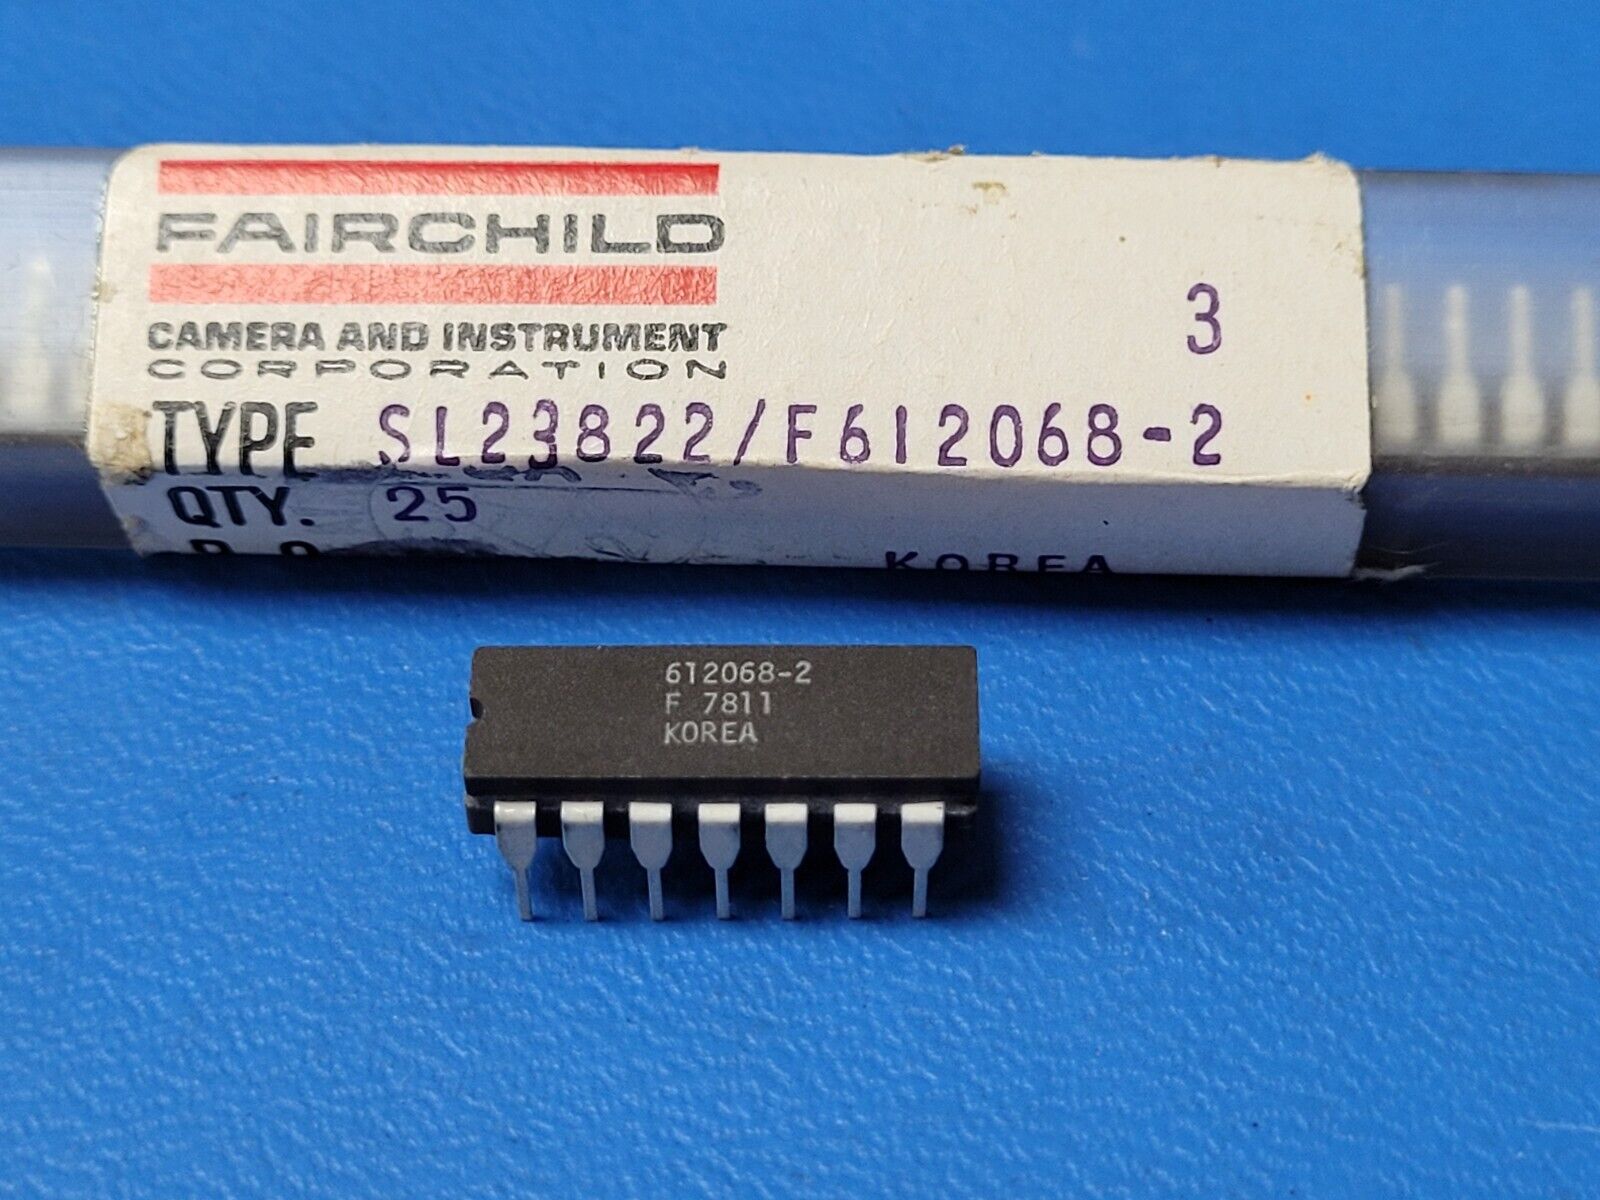 FAIRCHILD
CAMERA AND INSTRUMENT
CORPORATION
3
TYPE SL23822/F612068-2
QTY. 25
KOREA
612068-2
F 7811
KOREA